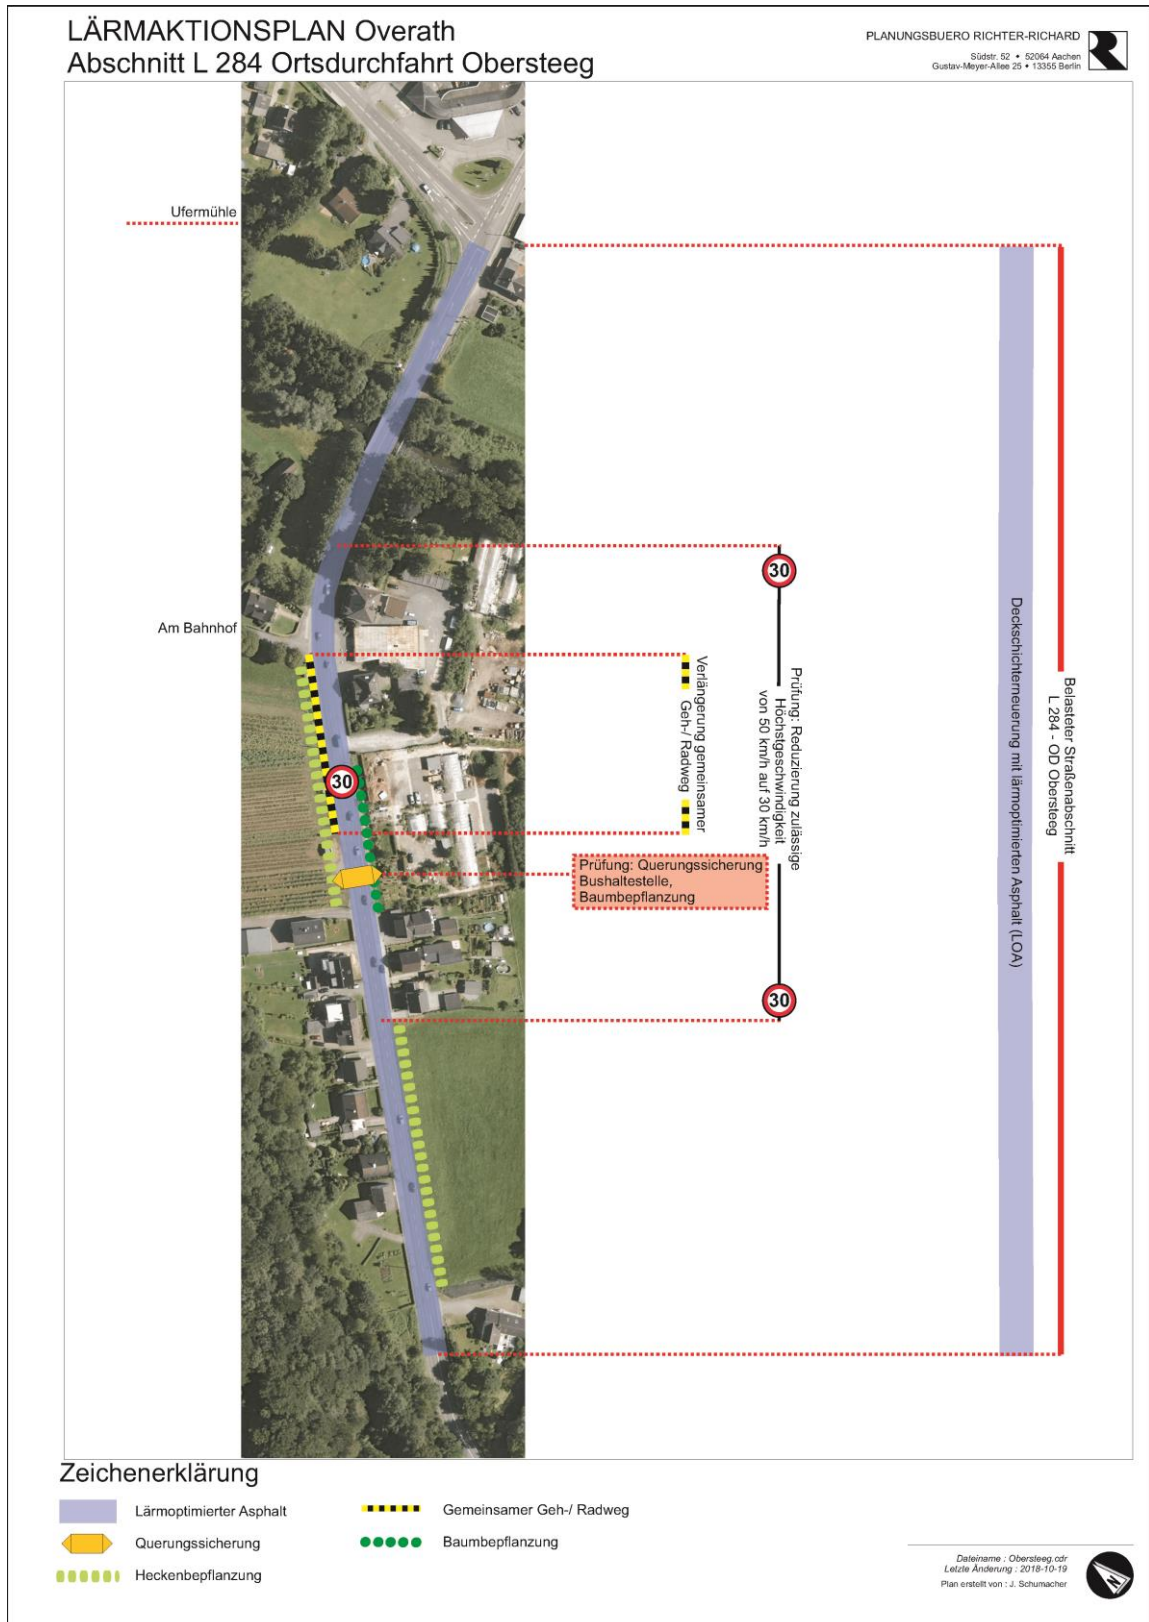 LÄRMAKTIONSPLAN Overath
Abschnitt L 284 Ortsdurchfahrt Obersteeg
PLANUNGSBUERO RICHTER-RICHARD
Südstr. 52 • 52064 Aachen
Gustav-Meyer-Allee 25 • 13355 Berlin
Ufermühle
Am Bahnhof
30
30
30
Verlängerung gemeinsamer
Geh-/ Radweg
Prüfung: Reduzierung zulässige
Höchstgeschwindigkeit
von 50 km/h auf 30 km/h
Prüfung: Querungssicherung
Bushaltestelle,
Baumbepflanzung
Deckschichterneuerung mit lärmoptimierten Asphalt (LOA)
Belasteter Straßenabschnitt
L 284 - OD Obersteeg
Zeichenerklärung
Lärmoptimierter Asphalt
Querungssicherung
Heckenbepflanzung
Gemeinsamer Geh-/ Radweg
Baumbepflanzung
Dateiname : Obersteeg.cdr
Letzte Änderung : 2018-10-19
Plan erstellt von : J. Schumacher
N